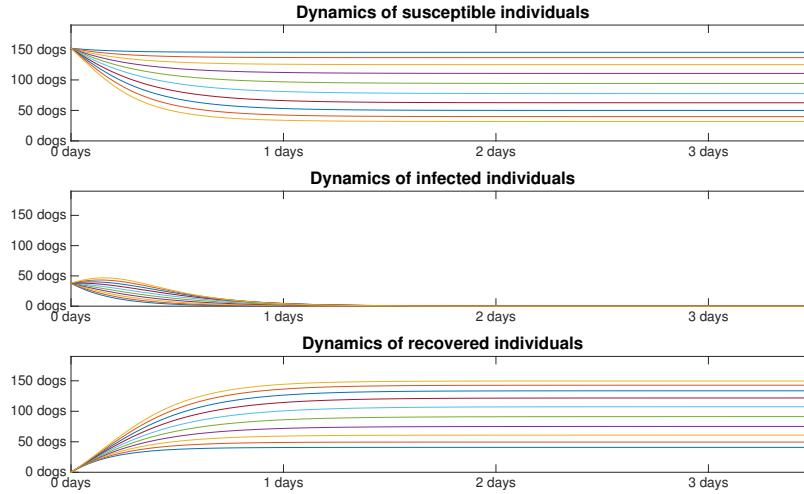 Dynamics of susceptible individuals
150 dogs
100 dogs
50 dogs
0 dogs
0 days 1 days 2 days 3 days
Dynamics of infected individuals
150 dogs
100 dogs
50 dogs
0 dogs
0 days 1 days 2 days 3 days
Dynamics of recovered individuals
150 dogs
100 dogs
50 dogs
0 dogs
0 days 1 days 2 days 3 days